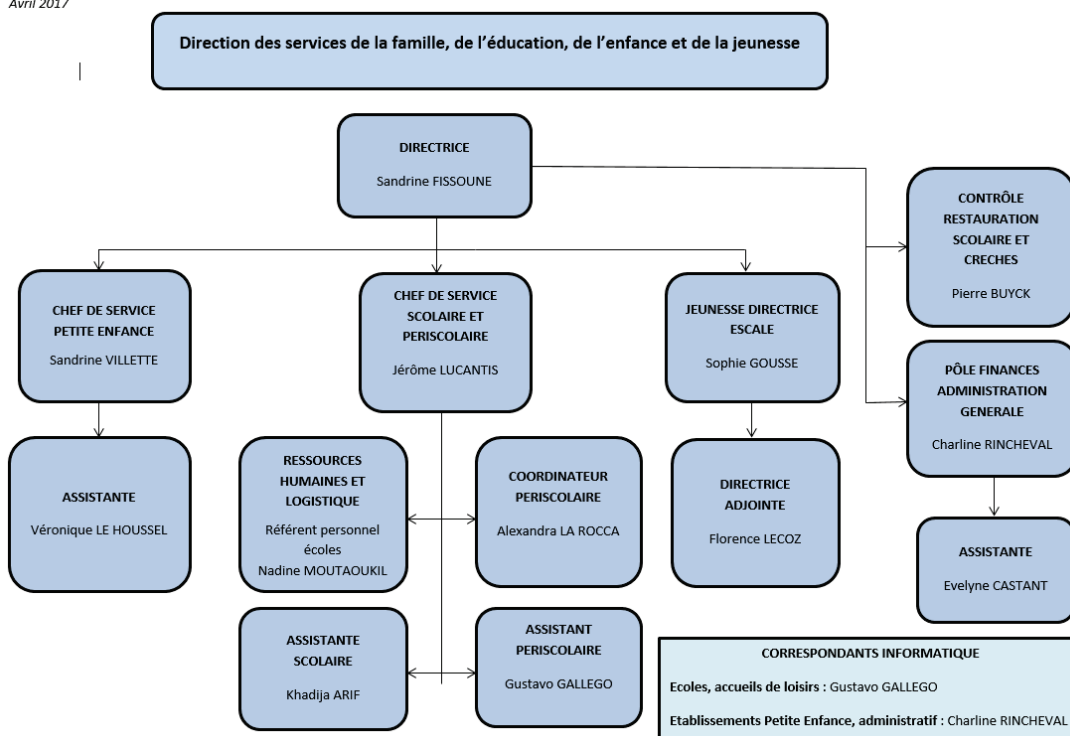 Avril 2017
Direction des services de la famille, de l’éducation, de l’enfance et de la jeunesse
DIRECTRICE
Sandrine FISSOUNE
CONTRÔLE
RESTAURATION
SCOLAIRE ET
CRECHES
Pierre BUYCK
CHEF DE SERVICE
PETITE ENFANCE
Sandrine VILLETTE
CHEF DE SERVICE
SCOLAIRE ET
PERISCOLAIRE
Jérôme LUCANTIS
JEUNESSE DIRECTRICE
ESCALE
Sophie GOUSSE
PÔLE FINANCES
ADMINISTRATION
GENERALE
Charline RINCHEVAL
ASSISTANTE
Véronique LE HOUSSEL
RESSOURCES
HUMAINES ET
LOGISTIQUE
Référent personnel
écoles
Nadine MOUTAOUKIL
COORDINATEUR
PERISCOLAIRE
Alexandra LA ROCCA
DIRECTRICE
ADJOINTE
Florence LECOZ
ASSISTANTE
Evelyne CASTANT
ASSISTANTE
SCOLAIRE
Khadija ARIF
ASSISTANT
PERISCOLAIRE
Gustavo GALLEGO
CORRESPONDANTS INFORMATIQUE
Ecoles, accueils de loisirs : Gustavo GALLEGO
Etablissements Petite Enfance, administratif : Charline RINCHEVAL